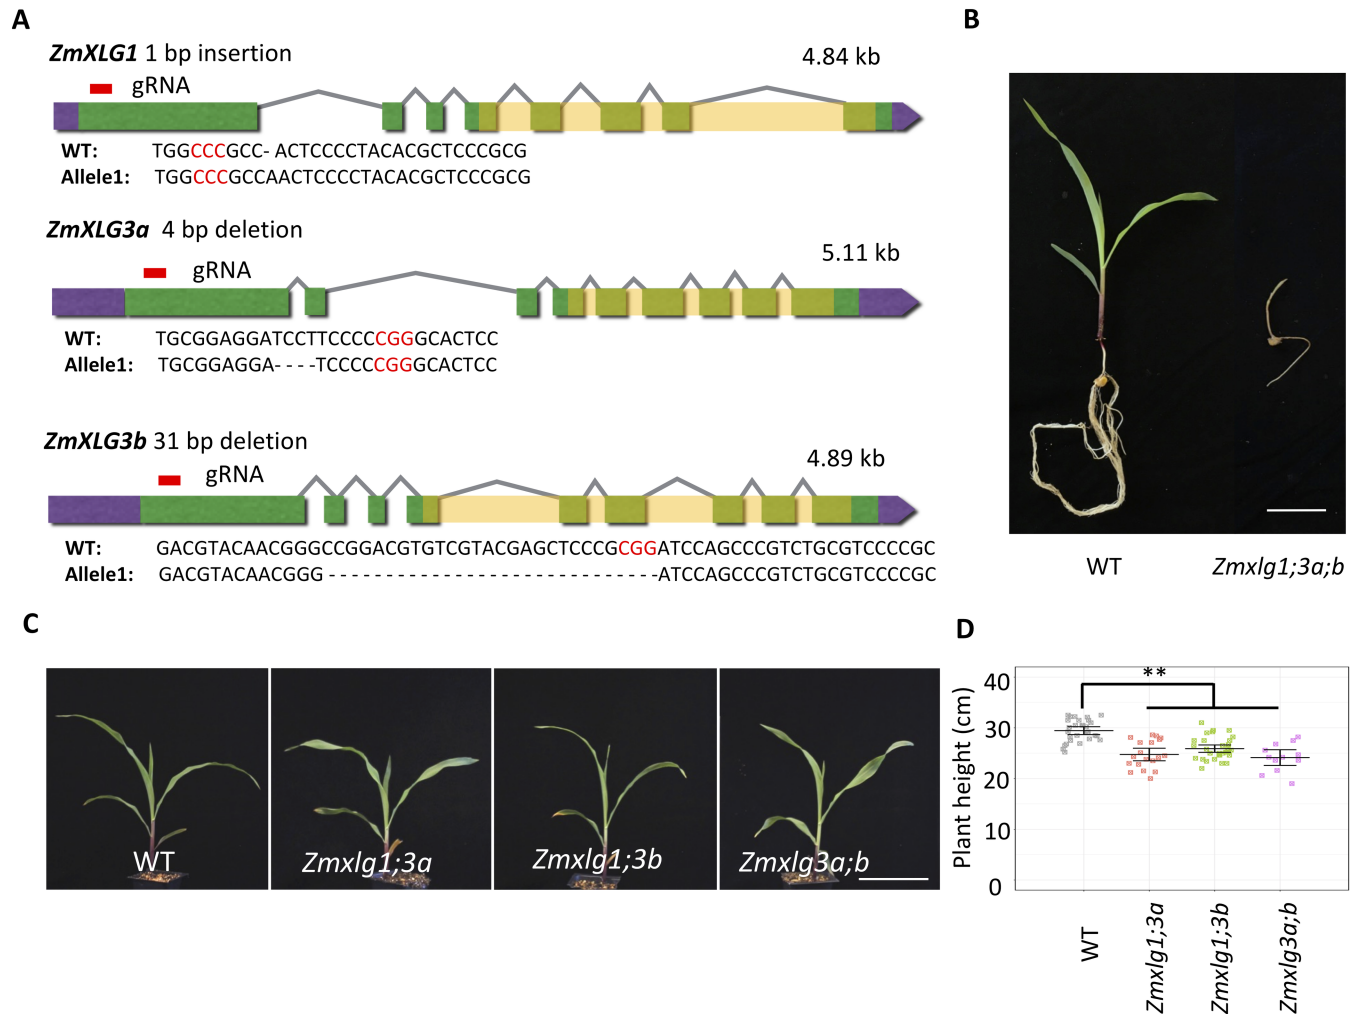 A
ZmXLG1 1 bp insertion
4.84 kb
gRNA
WT: TGGCCCGCC- ACTCCCCTACACGCTCCCGCG
Allele1: TGGCCCGCCAACTCCCCTACACGCTCCCGCG
ZmXLG3a 4 bp deletion
5.11 kb
gRNA
WT: TGCGGAGGATCCTTCCCCCGGGCACTCC
Allele1: TGCGGAGGA- - - -TCCCCCGGGCACTCC
ZmXLG3b 31 bp deletion
4.89 kb
gRNA
WT: GACGTACAACGGGCCGGACGTGTCGTACGAGCTCCCGCGGATCCAGCCCGTCTGCGTCCCCGC
Allele1: GACGTACAACGGG - - - - - - - - - - - - - - - - - - - - - - - - - - - - - - -ATCCAGCCCGTCTGCGTCCCCGC
B
WT
Zmxlg1;3a;b
C
WT
Zmxlg1;3a
Zmxlg1;3b
Zmxlg3a;b
D
**
Plant height (cm)
40
30
20
10
0
WT
Zmxlg1;3a
Zmxlg1;3b
Zmxlg3a;b